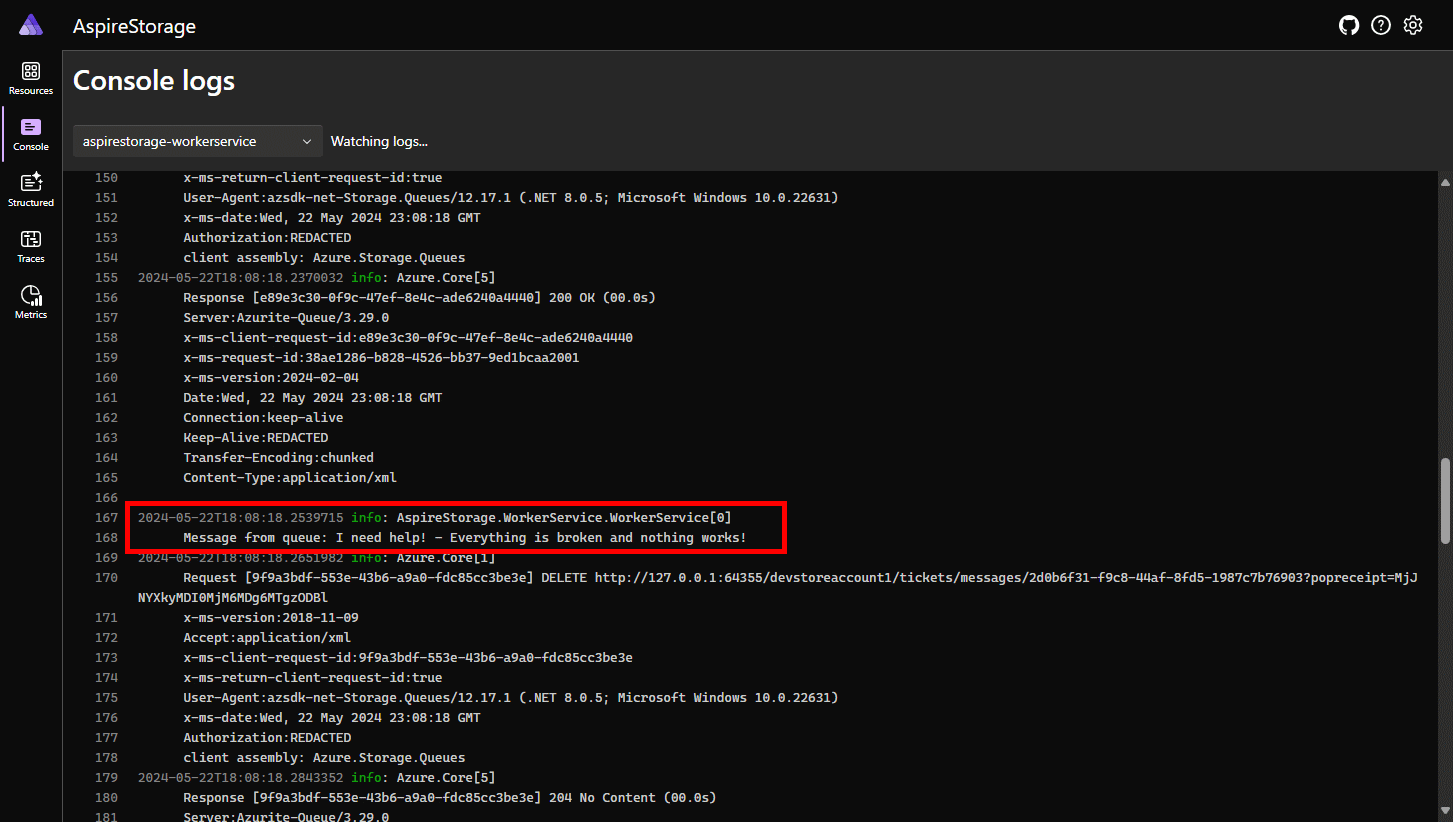 AspireStorage
Resources
Console
Structured
Traces
Metrics
Console logs
aspirestorage-workerservice Watching logs...
150 x-ms-return-client-request-id:true
151 User-Agent:azsdk-net-Storage.Queues/12.17.1 (.NET 8.0.5; Microsoft Windows 10.0.22631)
152 x-ms-date:Wed, 22 May 2024 23:08:18 GMT
153 Authorization:REDACTED
154 client assembly: Azure.Storage.Queues
155 2024-05-22T18:08:18.2370032 info: Azure.Core[5]
156 Response [e89e3c30-0f9c-47ef-8e4c-ade6240a4440] 200 OK (00.0s)
157 Server:Azurite-Queue/3.29.0
158 x-ms-client-request-id:e89e3c30-0f9c-47ef-8e4c-ade6240a4440
159 x-ms-request-id:38ae1286-b828-4526-bb37-9ed1bcaa2001
160 x-ms-version:2024-02-04
161 Date:Wed, 22 May 2024 23:08:18 GMT
162 Connection:keep-alive
163 Keep-Alive:REDACTED
164 Transfer-Encoding:chunked
165 Content-Type:application/xml
166
167 2024-05-22T18:08:18.2539715 info: AspireStorage.WorkerService.WorkerService[0]
168 Message from queue: I need help! - Everything is broken and nothing works!
169 2024-05-22T18:08:18.2651982 info: Azure.Core[1]
170 Request [9f9a3bdf-553e-43b6-a9a0-fdc85cc3be3e] DELETE http://127.0.0.1:64355/devstoreaccount1/tickets/messages/2d0b6f31-f9c8-44af-8fd5-1987c7b76903?popreceipt=MjJ
NYXkyMDI0MjM6MDg6MTgzODBl
171 x-ms-version:2018-11-09
172 Accept:application/xml
173 x-ms-client-request-id:9f9a3bdf-553e-43b6-a9a0-fdc85cc3be3e
174 x-ms-return-client-request-id:true
175 User-Agent:azsdk-net-Storage.Queues/12.17.1 (.NET 8.0.5; Microsoft Windows 10.0.22631)
176 x-ms-date:Wed, 22 May 2024 23:08:18 GMT
177 Authorization:REDACTED
178 client assembly: Azure.Storage.Queues
179 2024-05-22T18:08:18.2843352 info: Azure.Core[5]
180 Response [9f9a3bdf-553e-43b6-a9a0-fdc85cc3be3e] 204 No Content (00.0s)
181 Server:Azurite-Queue/3.29.0